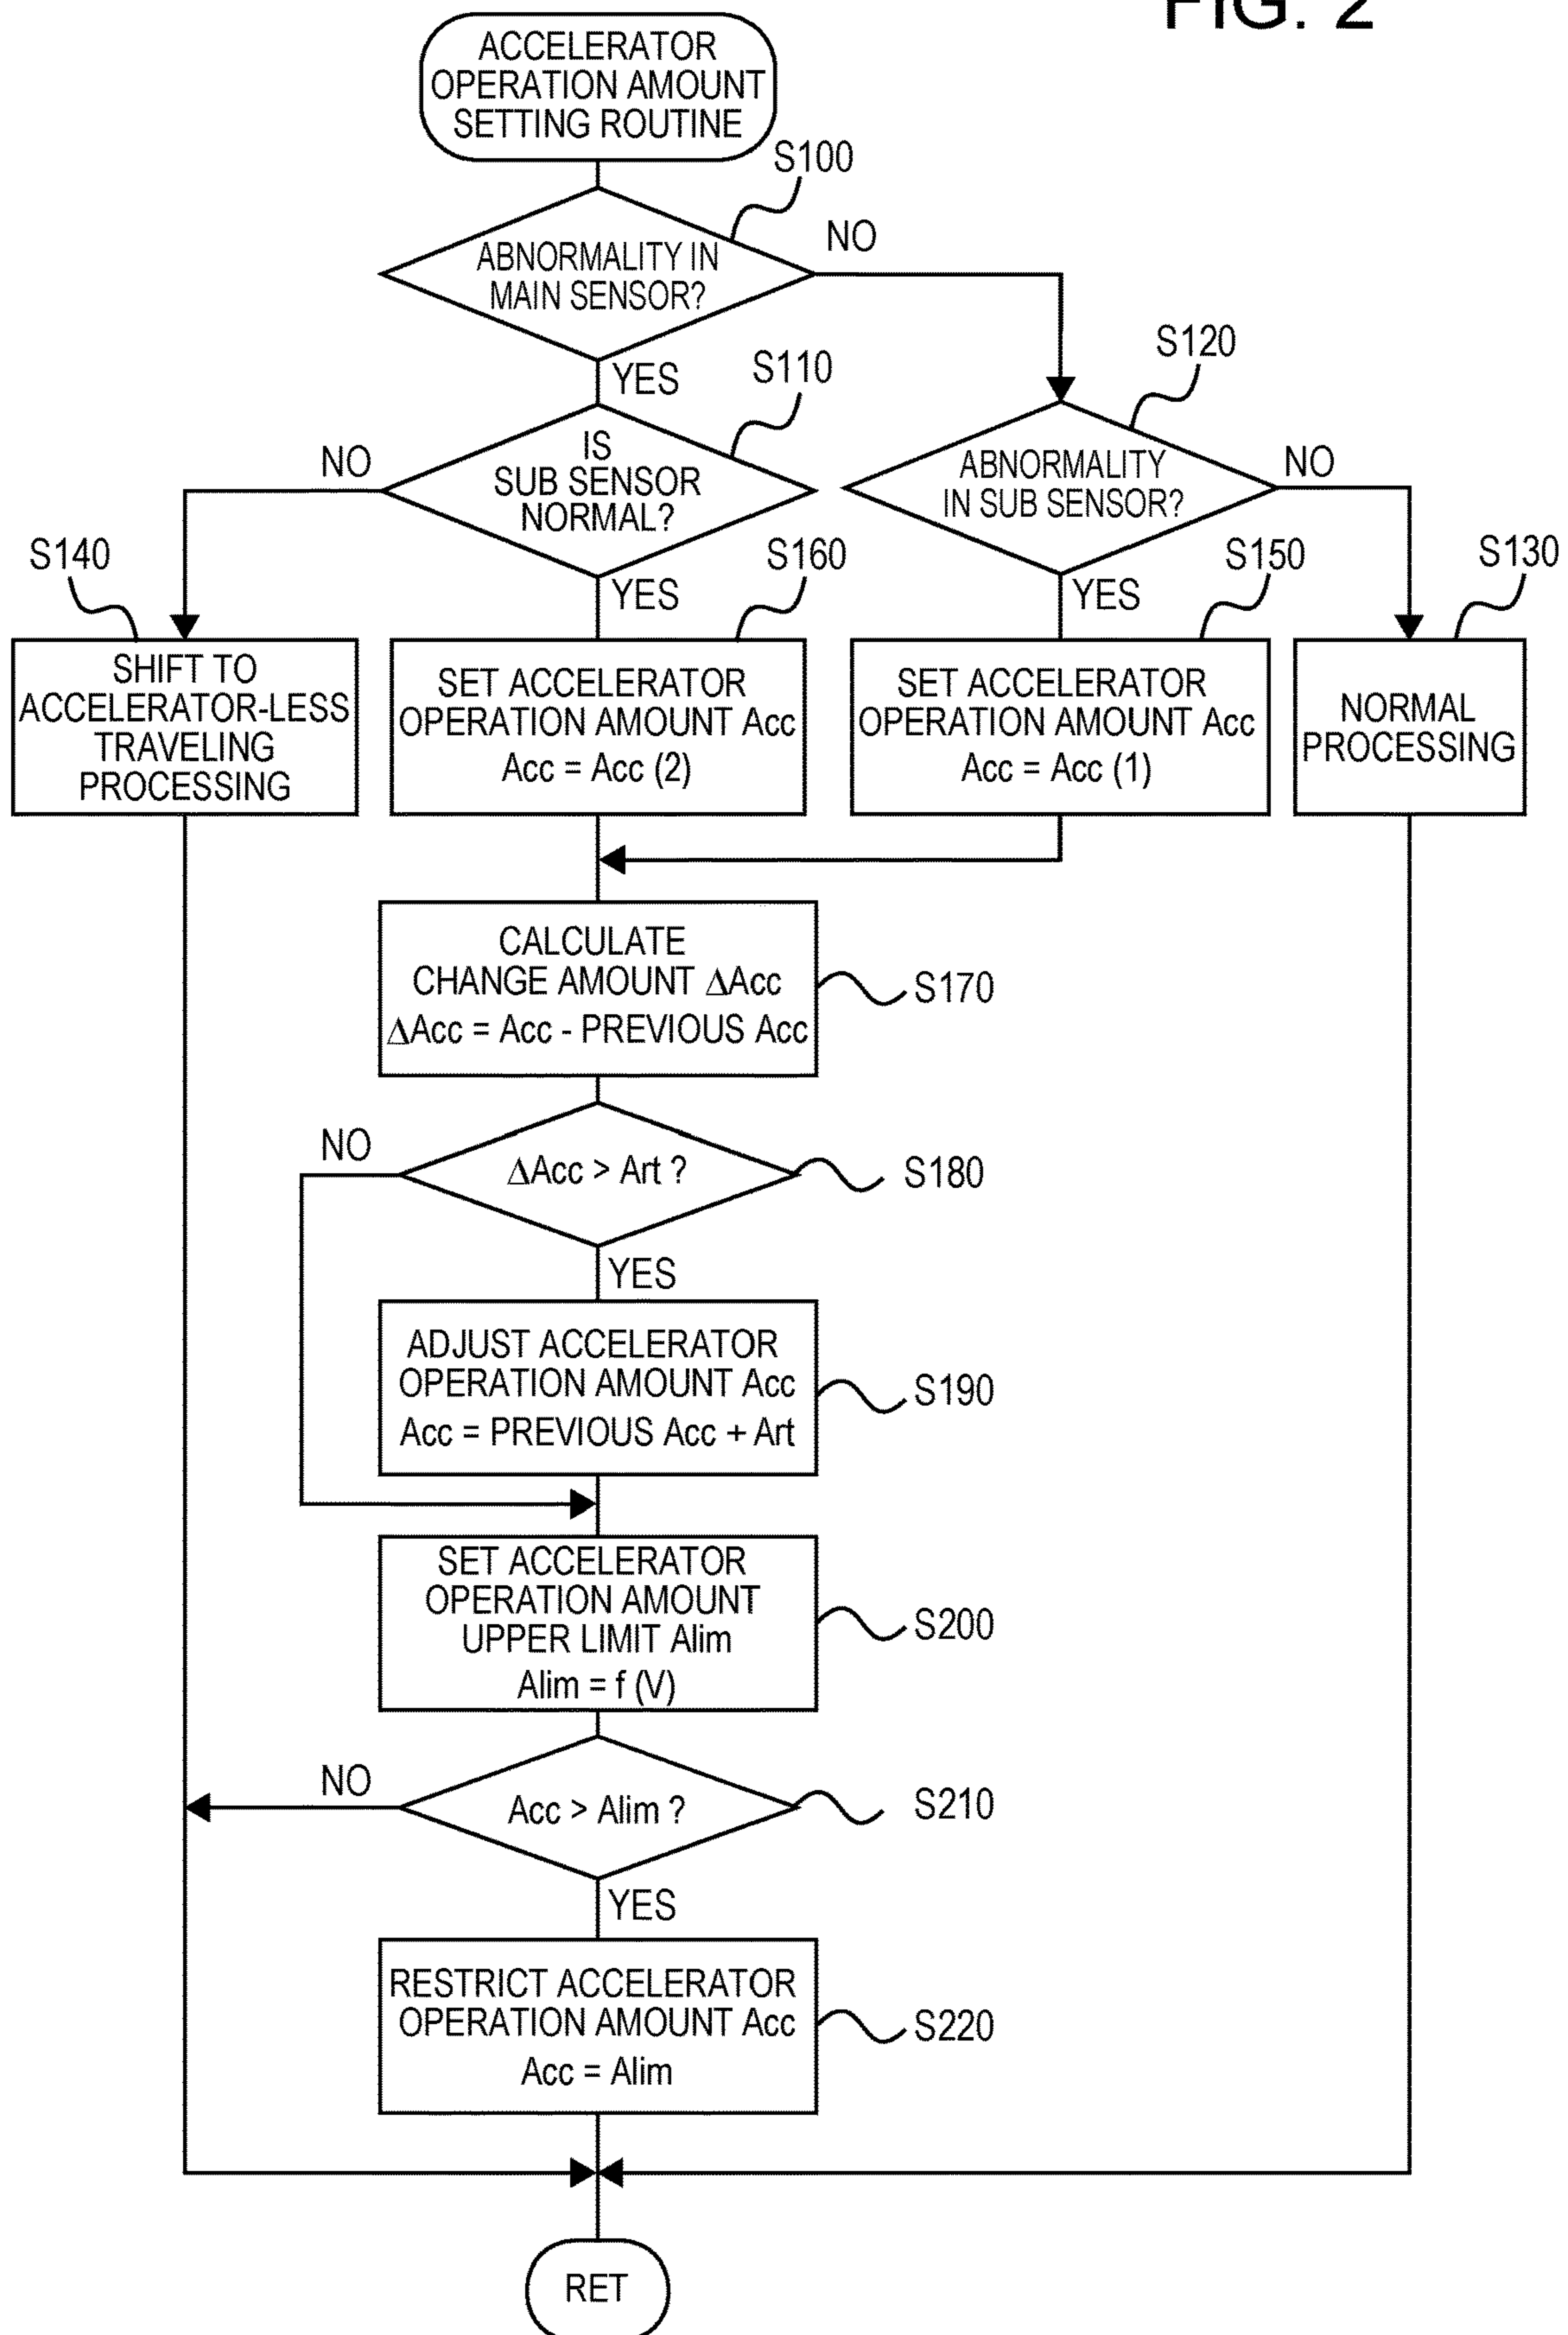 FIG. 2
ACCELERATOR
OPERATION AMOUNT
SETTING ROUTINE
S100
ABNORMALITY IN
MAIN SENSOR?
NO
YES
S110
S120
IS
SUB SENSOR
NORMAL?
NO
YES
ABNORMALITY
IN SUB SENSOR?
NO
YES
S140
SHIFT TO
ACCELERATOR-LESS
TRAVELING
PROCESSING
S160
SET ACCELERATOR
OPERATION AMOUNT Acc
Acc = Acc (2)
S150
SET ACCELERATOR
OPERATION AMOUNT Acc
Acc = Acc (1)
S130
NORMAL
PROCESSING
CALCULATE
CHANGE AMOUNT ΔAcc
ΔAcc = Acc - PREVIOUS Acc
S170
NO
ΔAcc > Art ?
S180
YES
ADJUST ACCELERATOR
OPERATION AMOUNT Acc
Acc = PREVIOUS Acc + Art
S190
SET ACCELERATOR
OPERATION AMOUNT
UPPER LIMIT Alim
Alim = f (V)
S200
NO
Acc > Alim ?
S210
YES
RESTRICT ACCELERATOR
OPERATION AMOUNT Acc
Acc = Alim
S220
RET